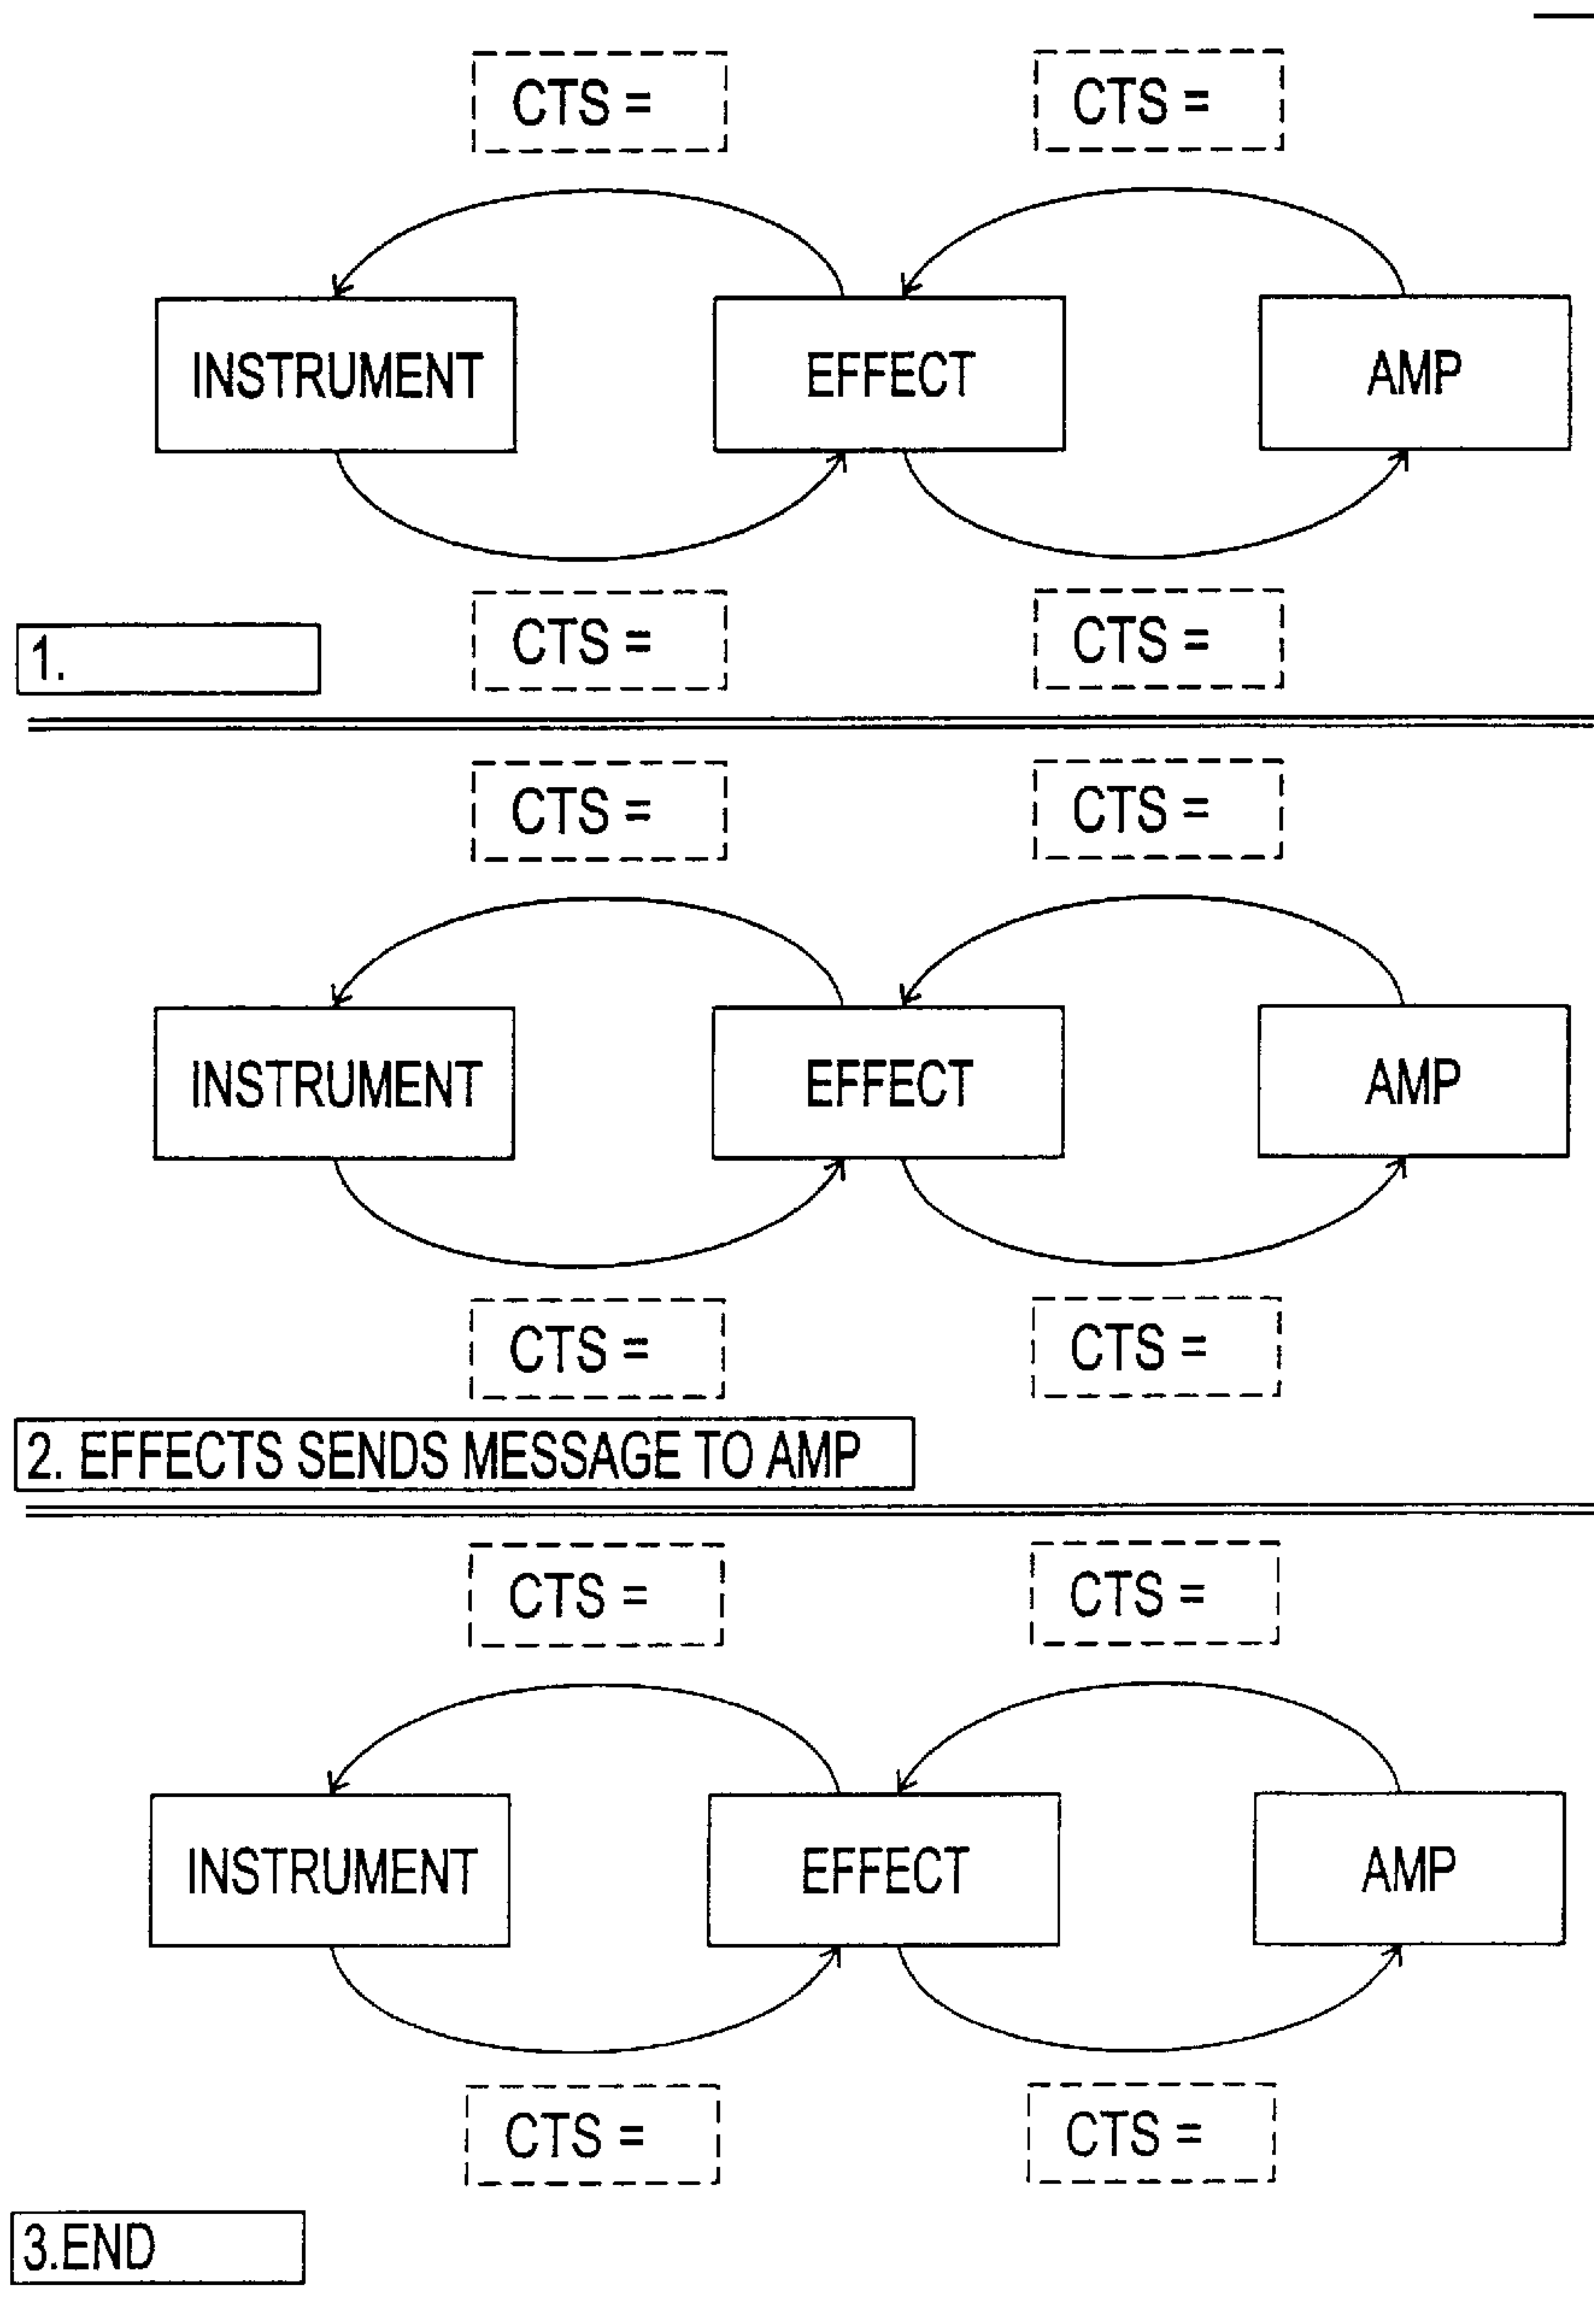 CTS = CTS =
INSTRUMENT EFFECT AMP
CTS = CTS =
1.
CTS = CTS =
INSTRUMENT EFFECT AMP
CTS = CTS =
2. EFFECTS SENDS MESSAGE TO AMP
CTS = CTS =
INSTRUMENT EFFECT AMP
CTS = CTS =
3.END